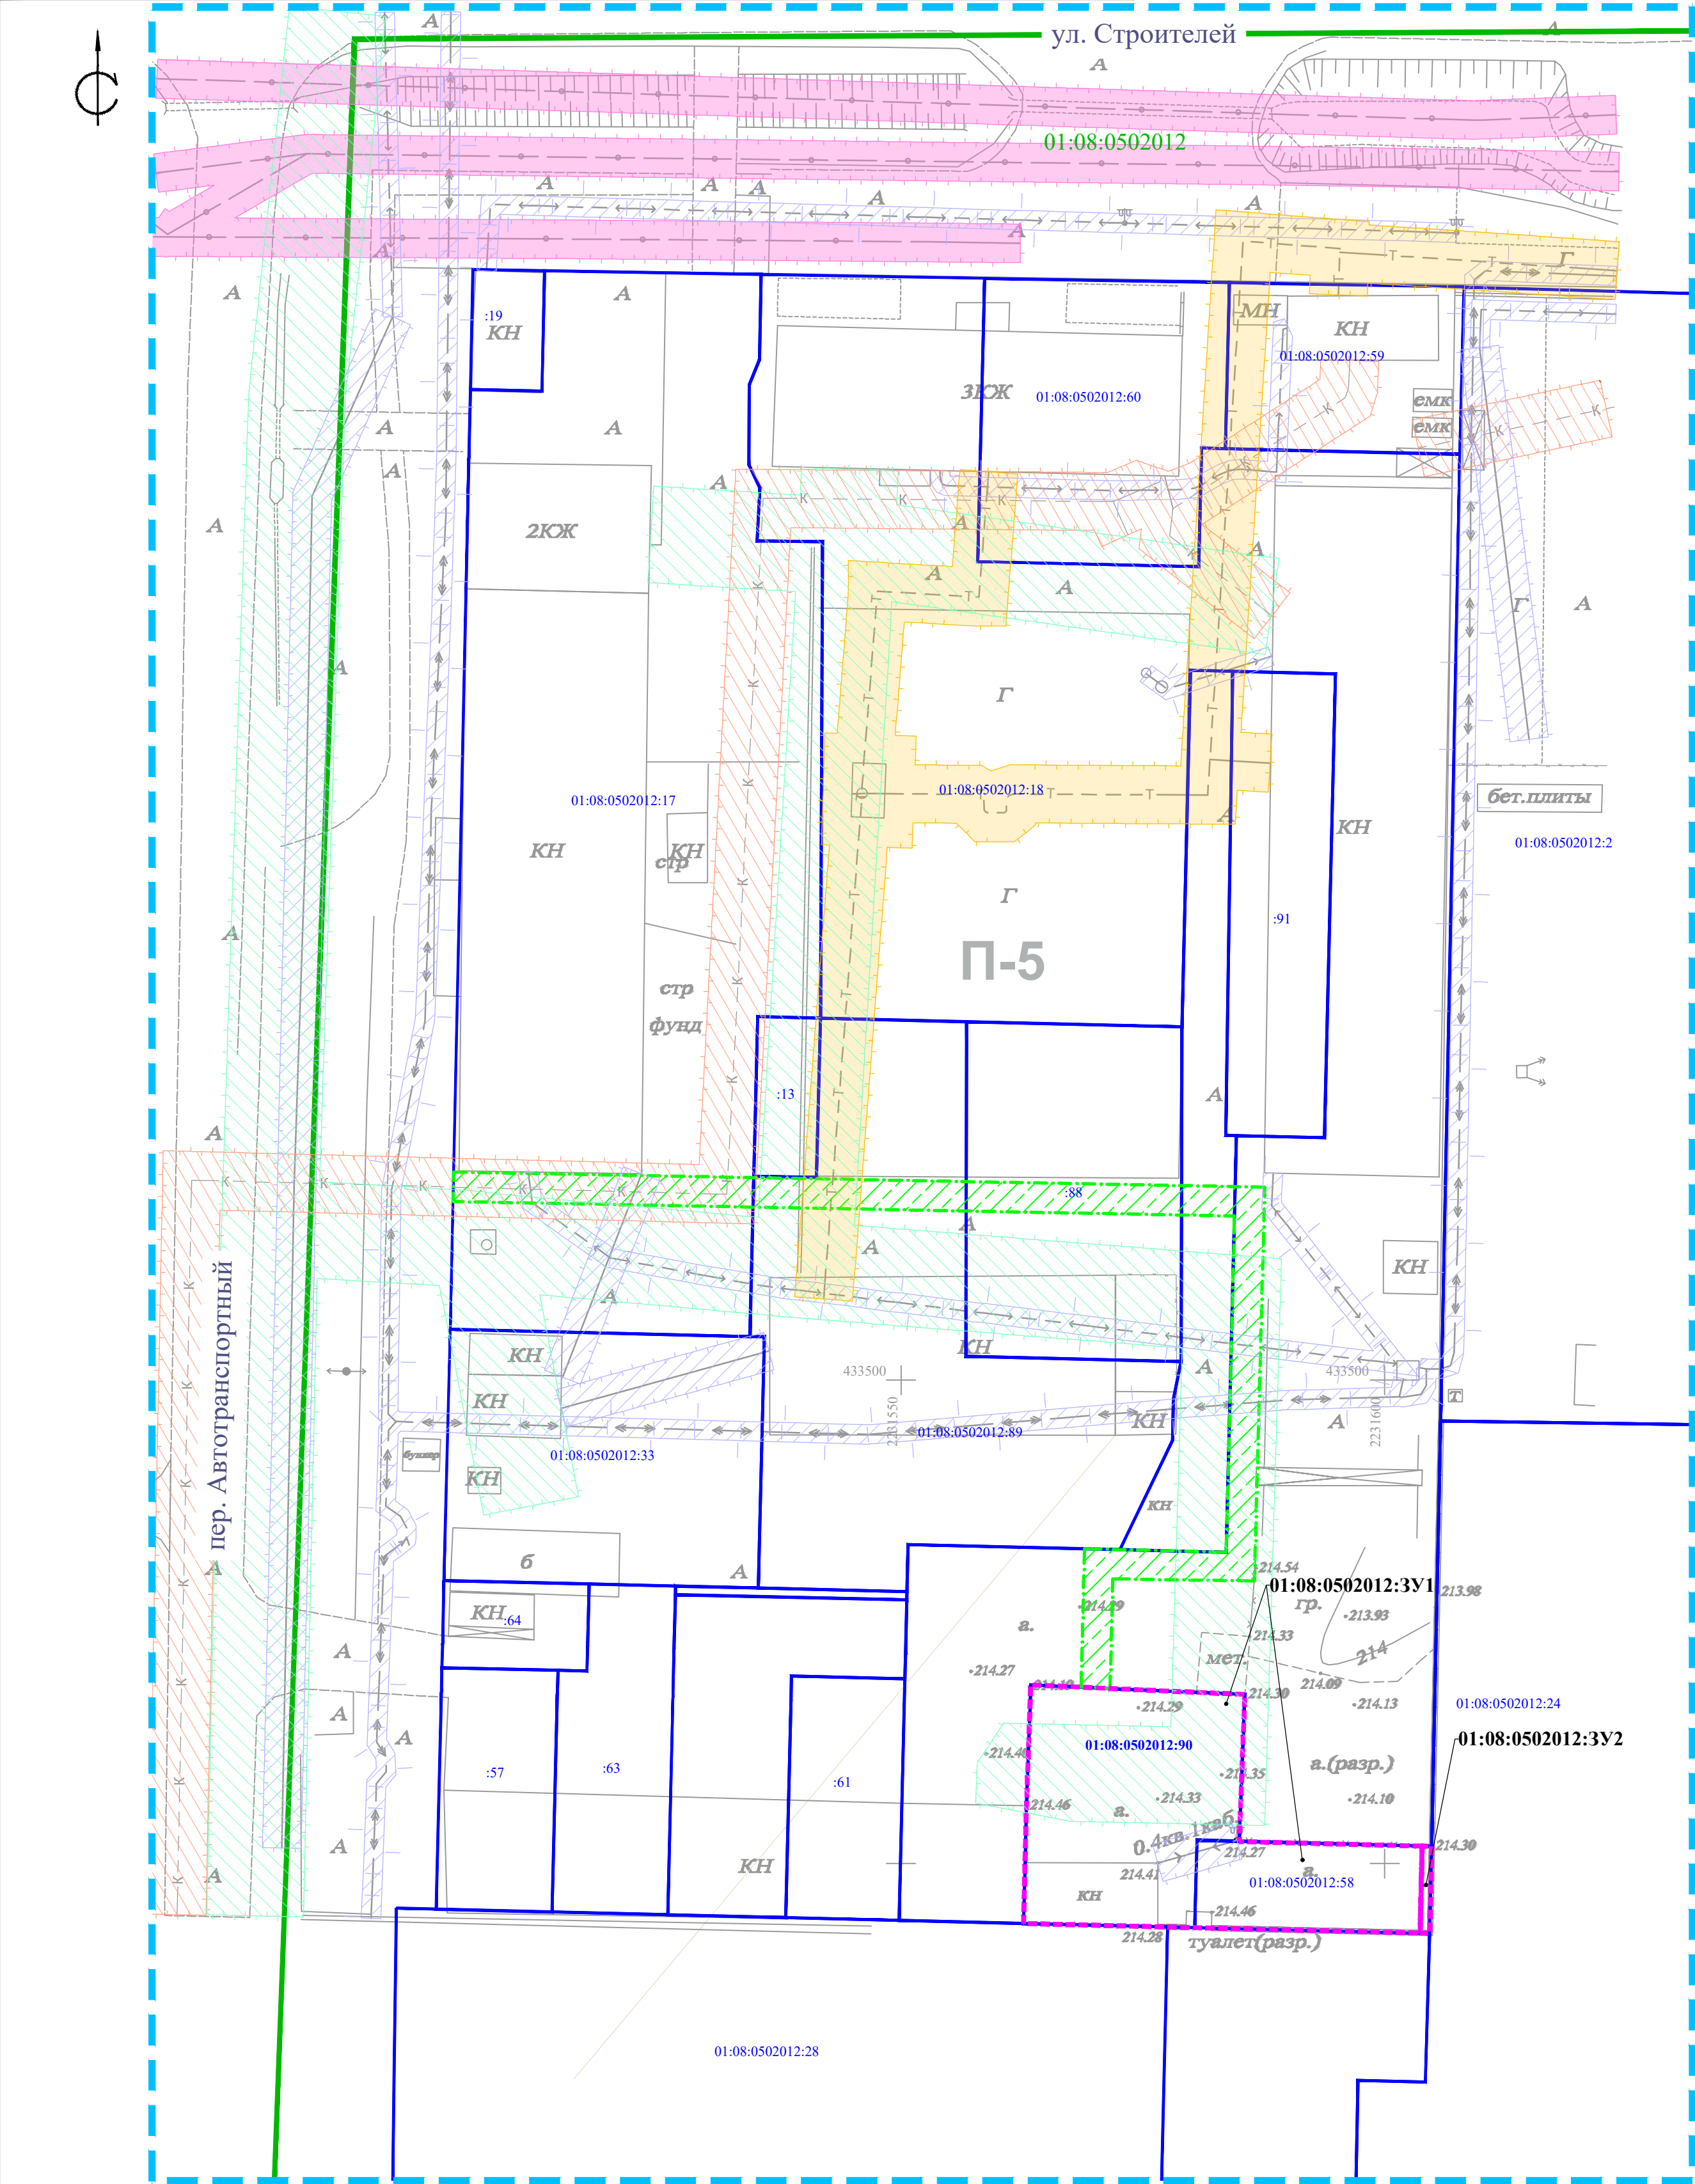 ул. Строителей
А
А
А
С
01:08:0502012
А
А
А
А
А
А
А
Г
А
А
:19
КН
МН
КН
01:08:0502012:59
3КЖ
01:08:0502012:60
емк
емк
А
А
А
К
К
А
А
К
К
К
2КЖ
А
А
Т
А
А
К
Т
Т
Т
Г
А
А
К
Т
Г
Т
01:08:0502012:17
К
01:08:0502012:18
Т
Т
бет.плиты
А
КН
01:08:0502012:2
КН
стр
КН
К
Т
Г
:91
А
П-5
К
стр
Т
фунд
К
:13
Т
А
А
К
К
К
К
Т
:88
А
А
КН
пер. Автотранспортный
К
А
КН
КН
А
433500
433500
К
КН
2231550
2231600
Т
КН
А
01:08:0502012:89
бункер
01:08:0502012:33
КН
К
кн
б
А
А
К
214.54
01:08:0502012:ЗУ1
213.98
гр.
КН
:64
214.29
213.93
а.
214.33
214
А
мет.
214.27
214.09
214.30
214.29
214.13
01:08:0502012:24
А
А
01:08:0502012:ЗУ2
01:08:0502012:90
а.(разр.)
:57
:63
:61
214.35
К
214.46
а.
214.33
214.10
0.4кв.1каб.
А
214.30
КН
214.41
214.27
а.
А
К
кн
01:08:0502012:58
214.46
214.28
туалет(разр.)
01:08:0502012:28